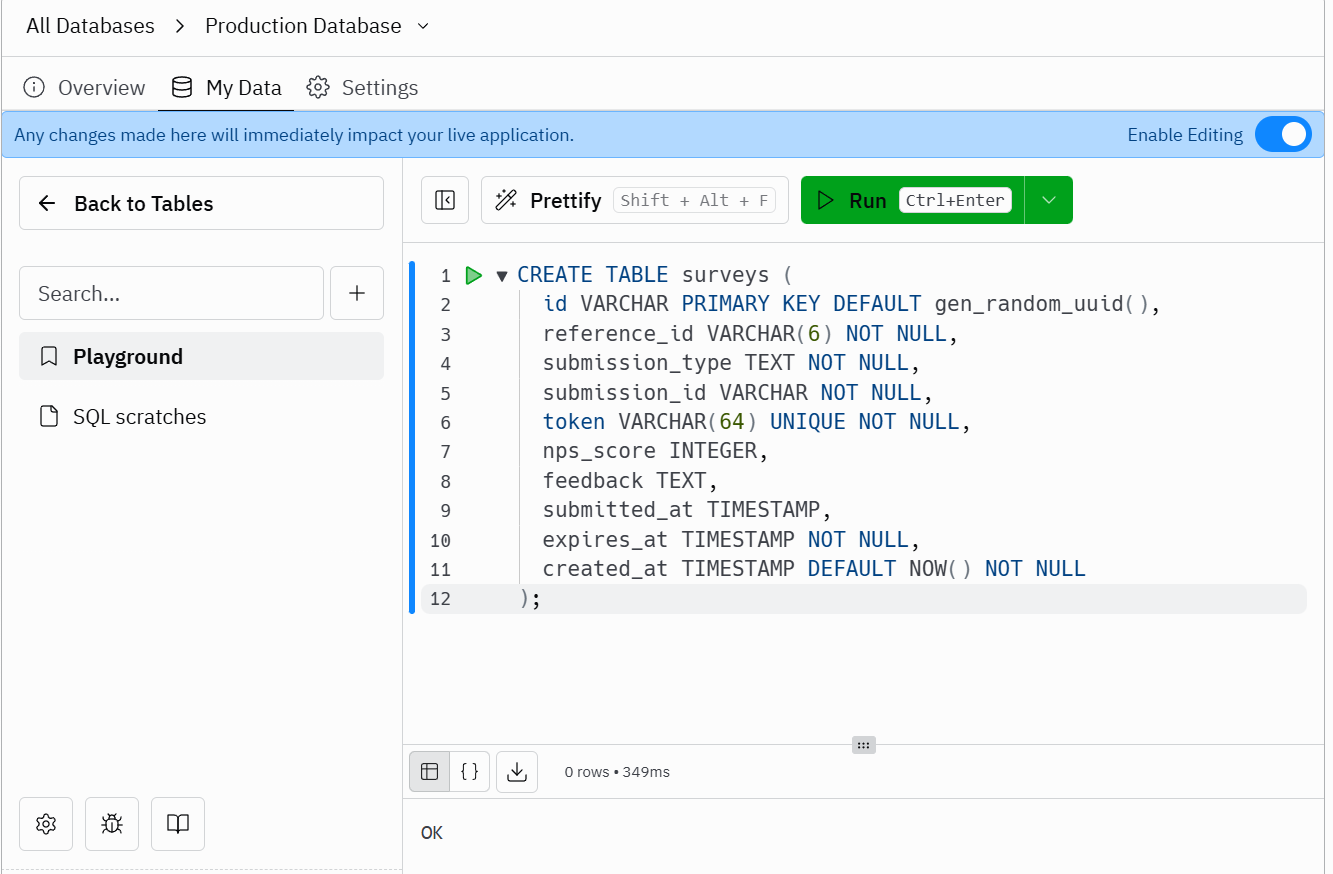 All Databases > Production Database
Overview My Data Settings
Any changes made here will immediately impact your live application. Enable Editing
Back to Tables
Search...
Playground
SQL scratches
Prettify Shift + Alt + F Run Ctrl+Enter
1 CREATE TABLE surveys (
2 id VARCHAR PRIMARY KEY DEFAULT gen_random_uuid(),
3 reference_id VARCHAR(6) NOT NULL,
4 submission_type TEXT NOT NULL,
5 submission_id VARCHAR NOT NULL,
6 token VARCHAR(64) UNIQUE NOT NULL,
7 nps_score INTEGER,
8 feedback TEXT,
9 submitted_at TIMESTAMP,
10 expires_at TIMESTAMP NOT NULL,
11 created_at TIMESTAMP DEFAULT NOW() NOT NULL
12 );
{ } 0 rows • 349ms
OK